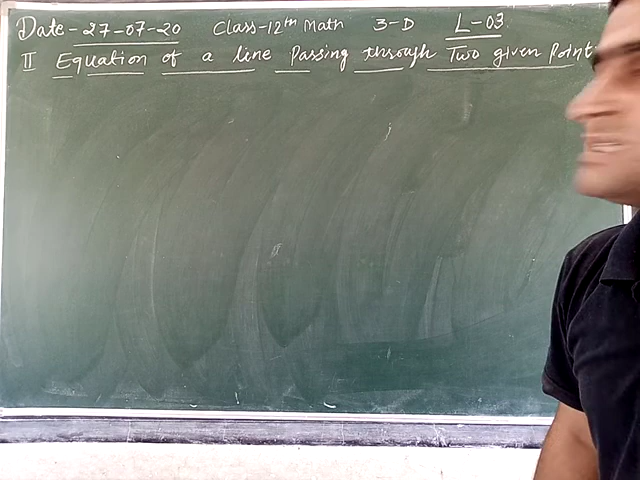 Date - 27-07-20 Class-12th Math 3-D L-03.
II Equation of a line Passing through Two given Point